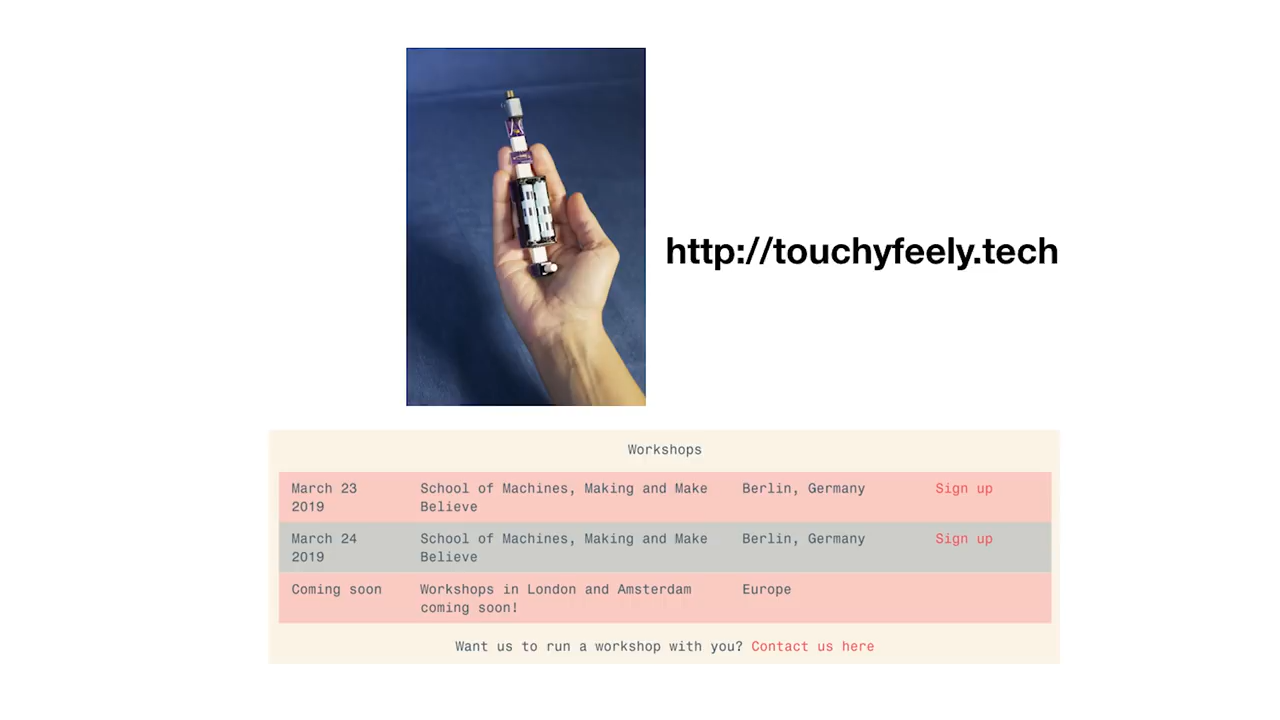 http://touchyfeely.tech
Workshops
March 23 2019 School of Machines, Making and Make Believe Berlin, Germany Sign up
March 24 2019 School of Machines, Making and Make Believe Berlin, Germany Sign up
Coming soon Workshops in London and Amsterdam coming soon! Europe
Want us to run a workshop with you? Contact us here